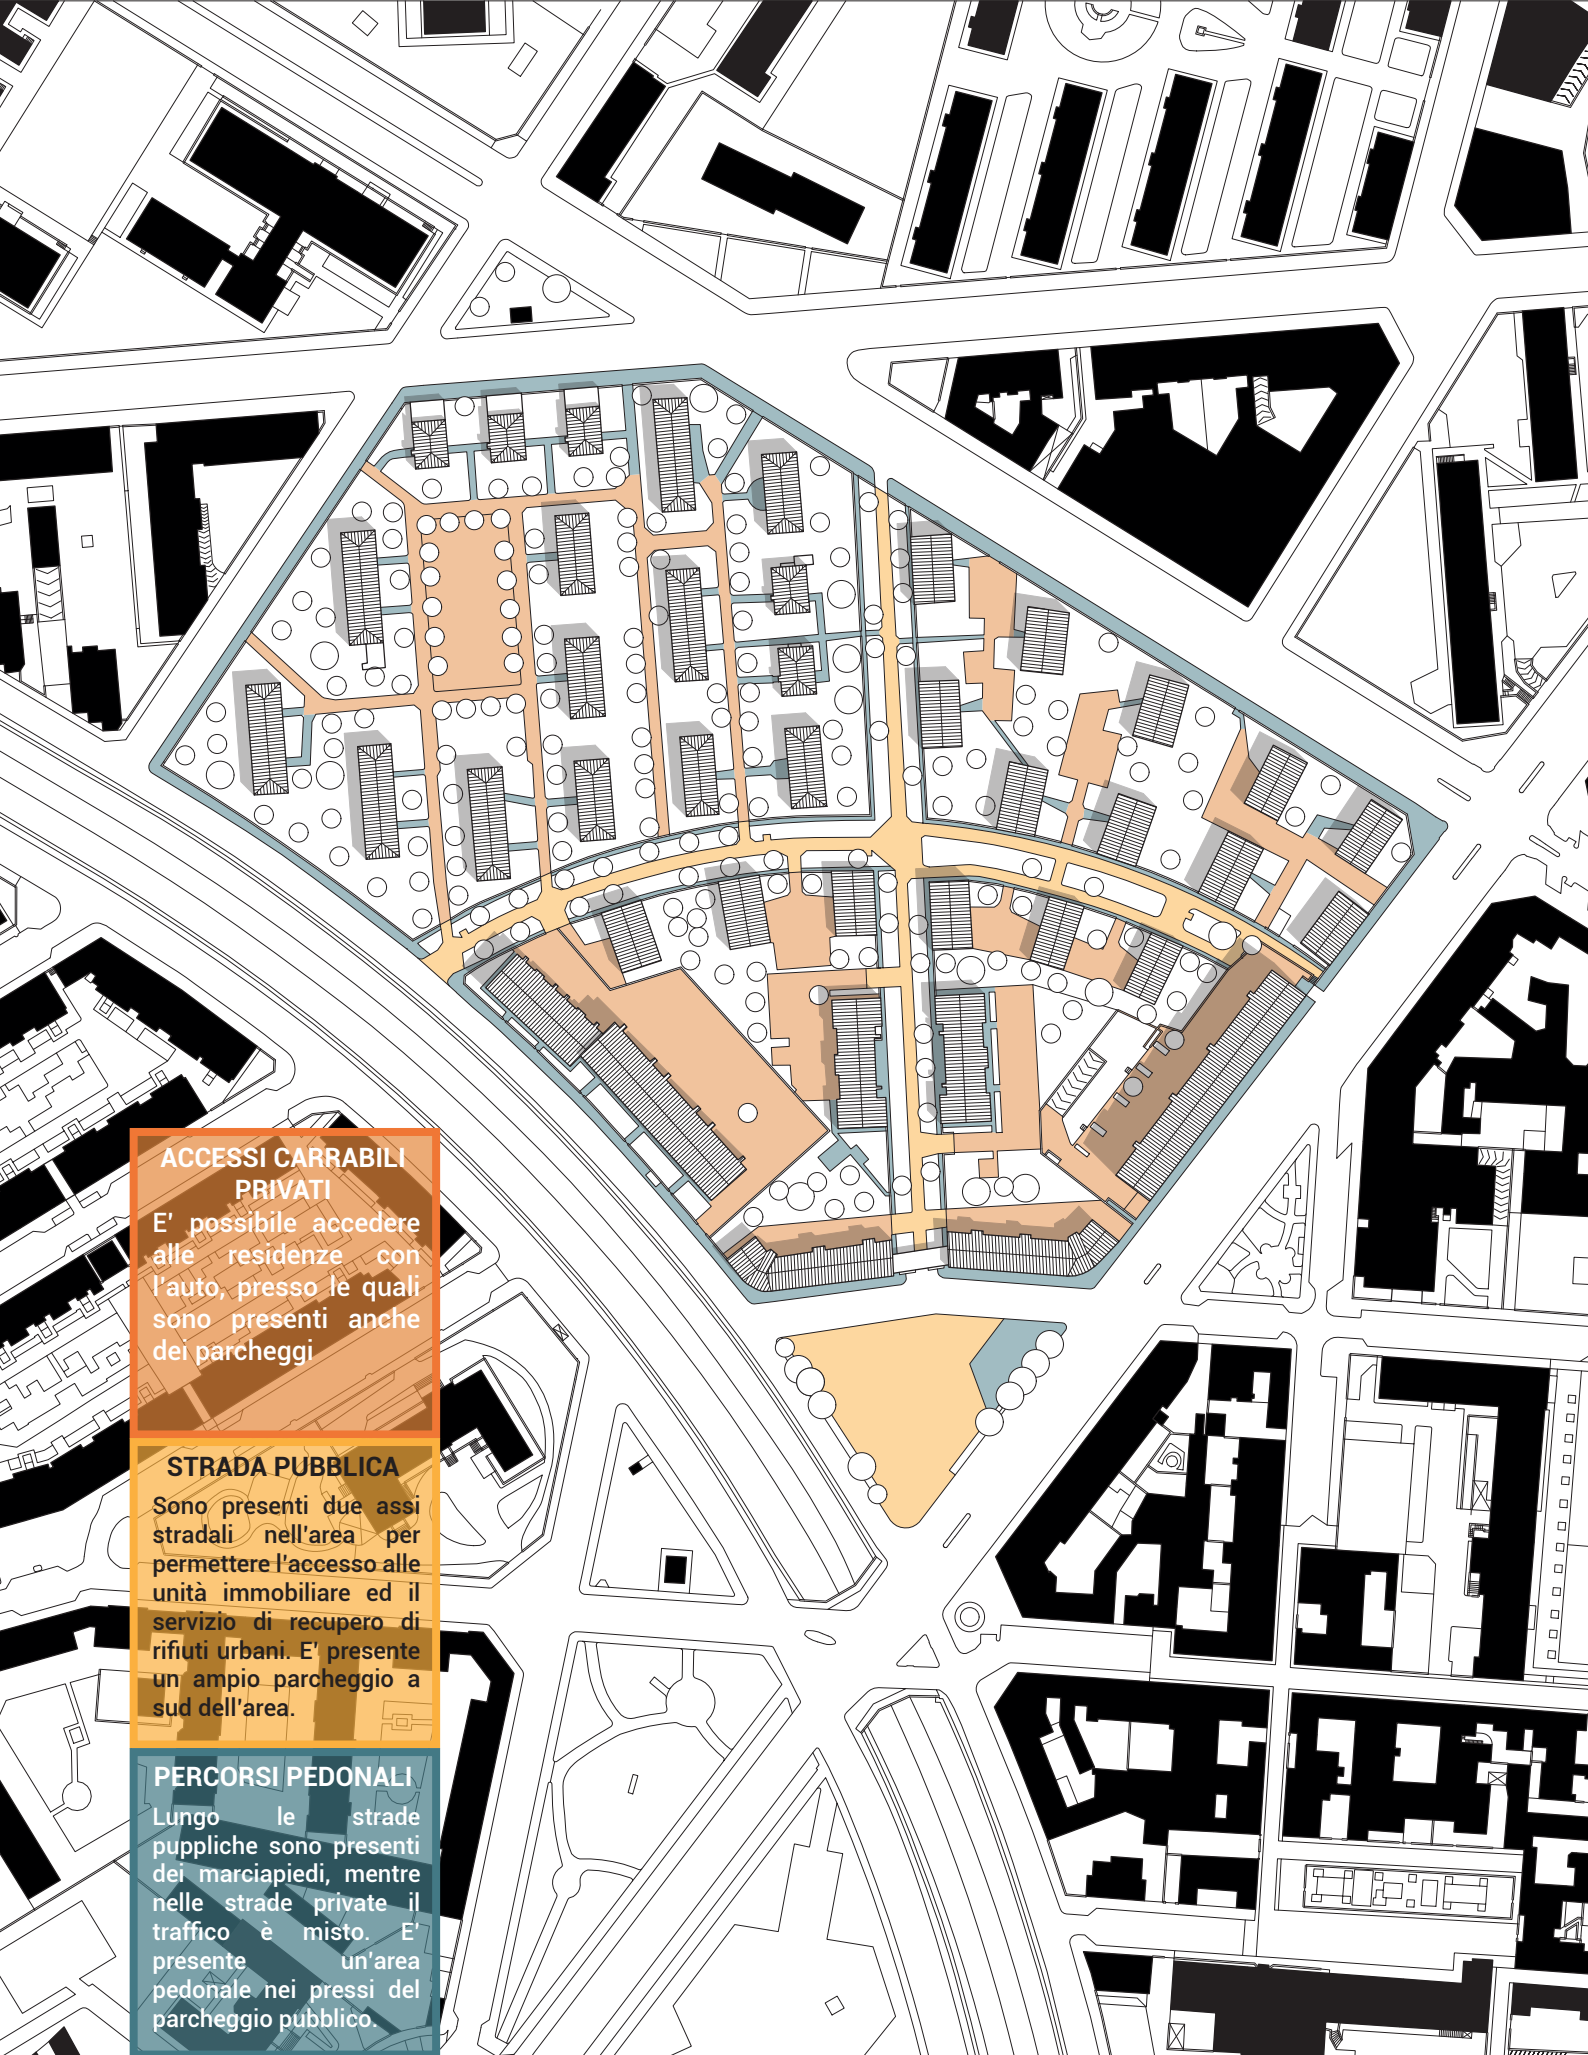 ACCESSI CARRABILI
PRIVATI
E' possibile accedere
alle residenze con
l'auto, presso le quali
sono presenti anche
dei parcheggi
STRADA PUBBLICA
Sono presenti due assi
stradali nell'area per
permettere l'accesso alle
unità immobiliare ed il
servizio di recupero di
rifiuti urbani. E' presente
un ampio parcheggio a
sud dell'area.
PERCORSI PEDONALI
Lungo le strade
puppliche sono presenti
dei marciapiedi, mentre
nelle strade private il
traffico è misto. E'
presente un'area
pedonale nei pressi del
parcheggio pubblico.